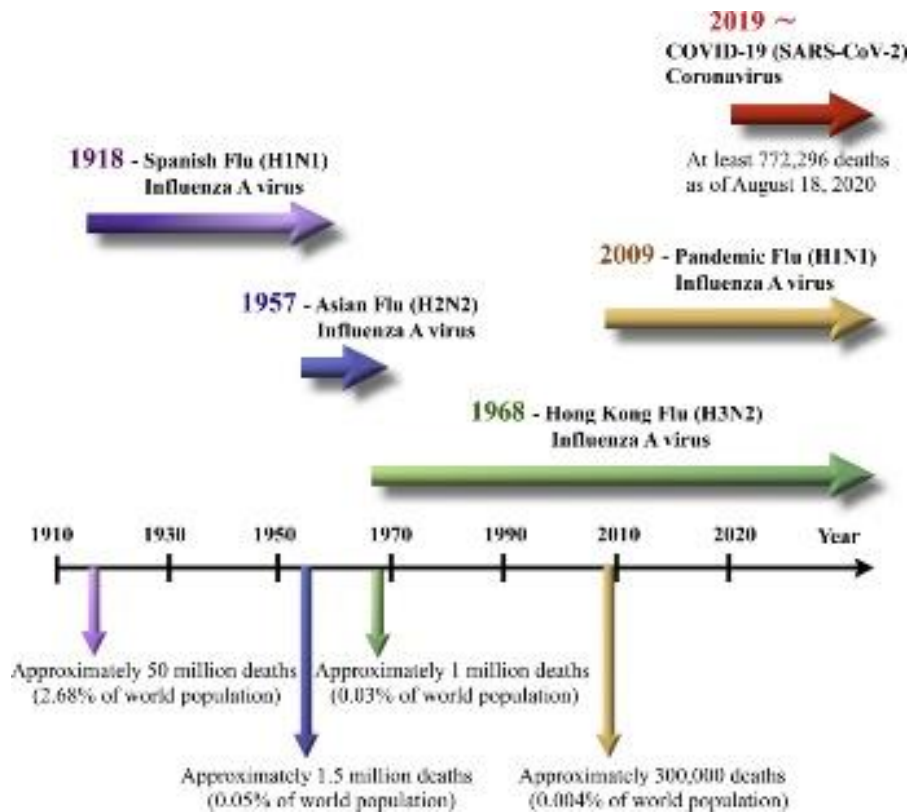 2019 ~
COVID-19 (SARS-CoV-2)
Coronavirus
At least 772,296 deaths
as of August 18, 2020
1918 - Spanish Flu (H1N1)
Influenza A virus
2009 - Pandemic Flu (H1N1)
Influenza A virus
1957 - Asian Flu (H2N2)
Influenza A virus
1968 - Hong Kong Flu (H3N2)
Influenza A virus
1910 1930 1950 1970 1990 2010 2020 Year
Approximately 50 million deaths
(2.68% of world population)
Approximately 1 million deaths
(0.03% of world population)
Approximately 1.5 million deaths
(0.05% of world population)
Approximately 300,000 deaths
(0.004% of world population)